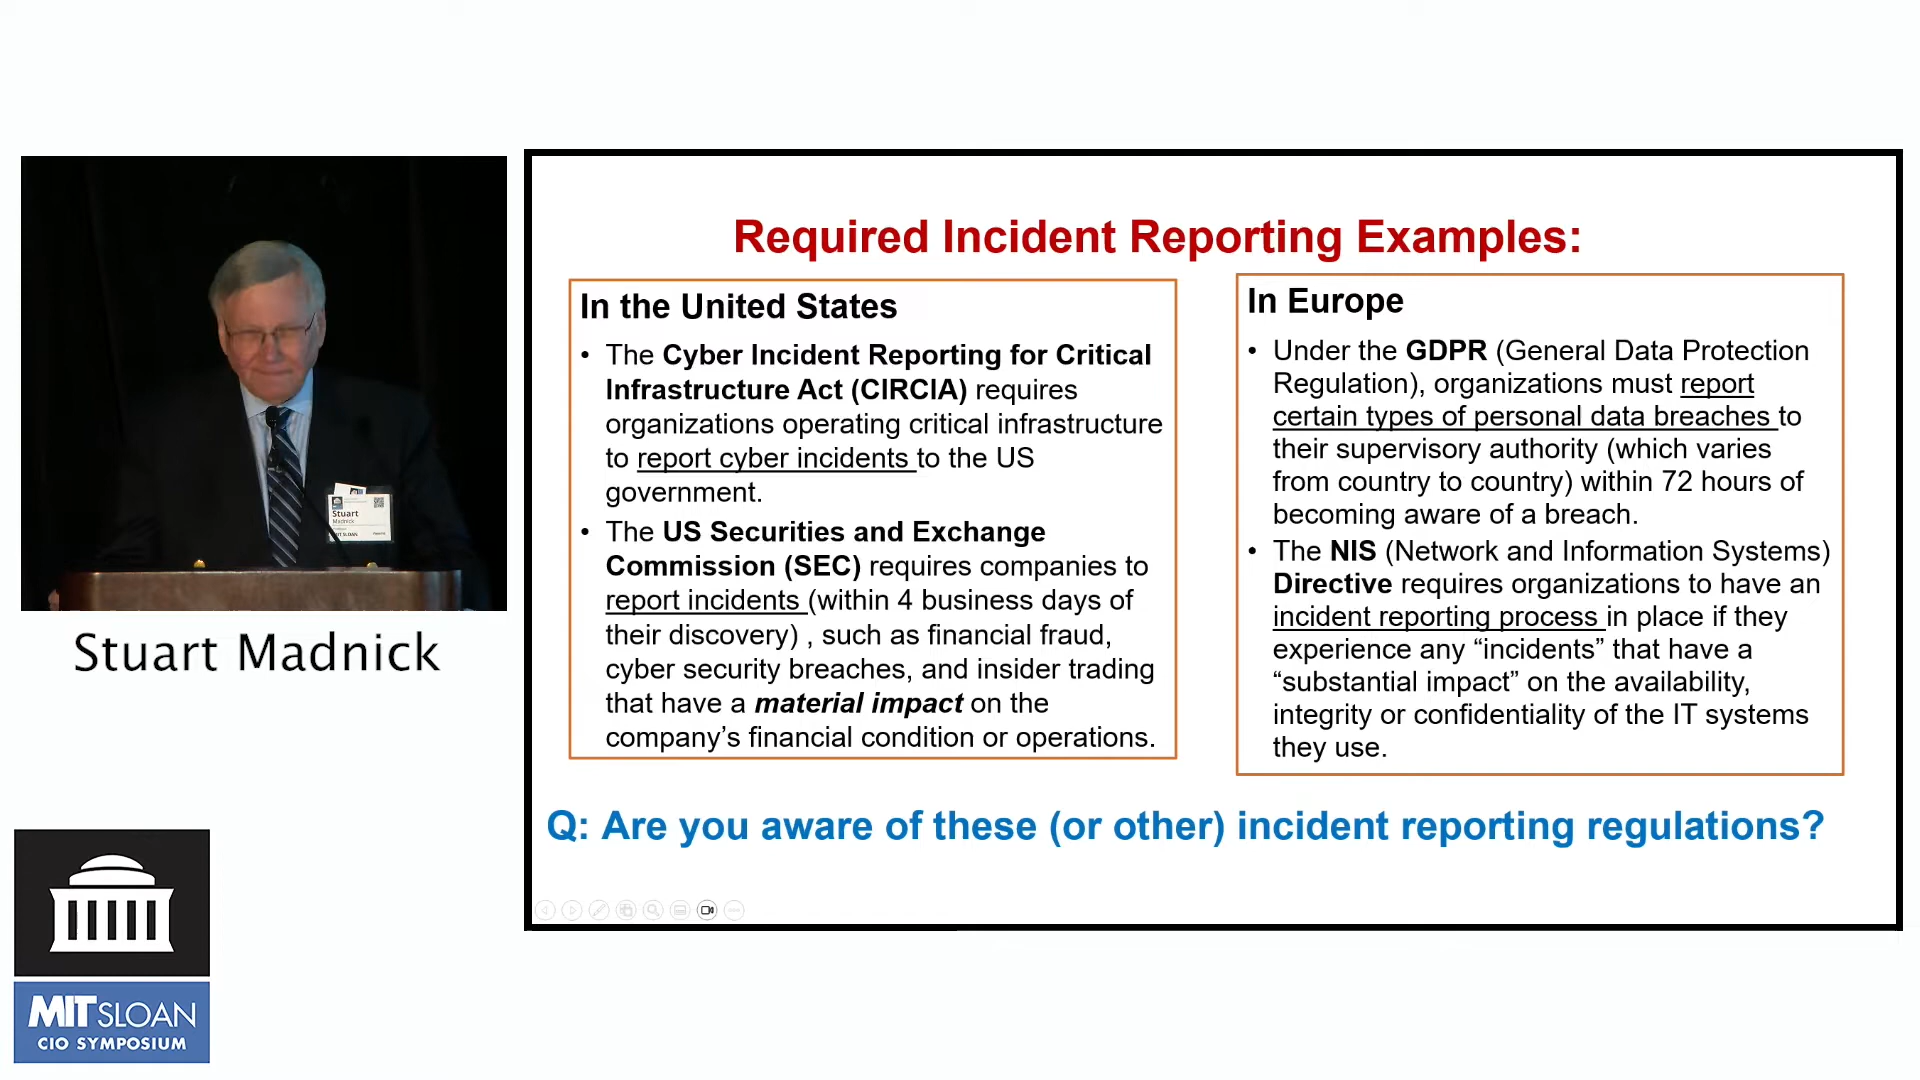 Required Incident Reporting Examples:
In the United States
• The Cyber Incident Reporting for Critical
Infrastructure Act (CIRCIA) requires
organizations operating critical infrastructure
to report cyber incidents to the US
government.
• The US Securities and Exchange
Commission (SEC) requires companies to
report incidents (within 4 business days of
their discovery) , such as financial fraud,
cyber security breaches, and insider trading
that have a material impact on the
company’s financial condition or operations.
In Europe
• Under the GDPR (General Data Protection
Regulation), organizations must report
certain types of personal data breaches to
their supervisory authority (which varies
from country to country) within 72 hours of
becoming aware of a breach.
• The NIS (Network and Information Systems)
Directive requires organizations to have an
incident reporting process in place if they
experience any “incidents” that have a
“substantial impact” on the availability,
integrity or confidentiality of the IT systems
they use.
Q: Are you aware of these (or other) incident reporting regulations?
Stuart
Madnick
MIT SLOAN
Stuart Madnick
MIT SLOAN
CIO SYMPOSIUM